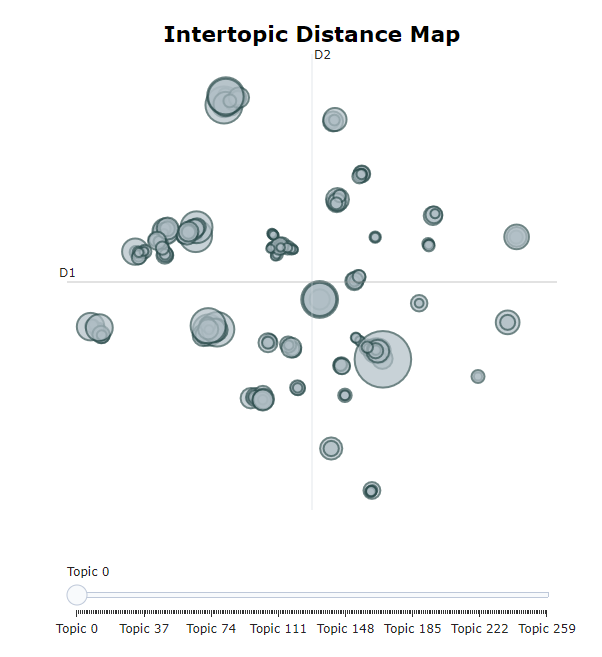 Intertopic Distance Map
D2
D1
Topic 0
Topic 0 Topic 37 Topic 74 Topic 111 Topic 148 Topic 185 Topic 222 Topic 259